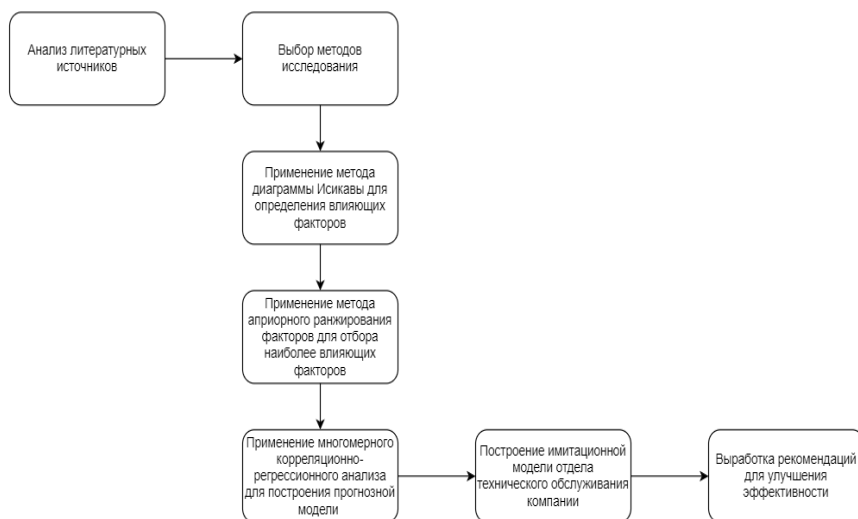 Анализ литературных
источников
Выбор методов
исследования
Применение метода
диаграммы Исикавы для
определения влияющих
факторов
Применение метода
априорного ранжирования
факторов для отбора
наиболее влияющих
факторов
Применение многомерного
корреляционно-
регрессионного анализа
для построения прогнозной
модели
Построение имитационной
модели отдела
технического обслуживания
компании
Выработка рекомендаций
для улучшения
эффективности